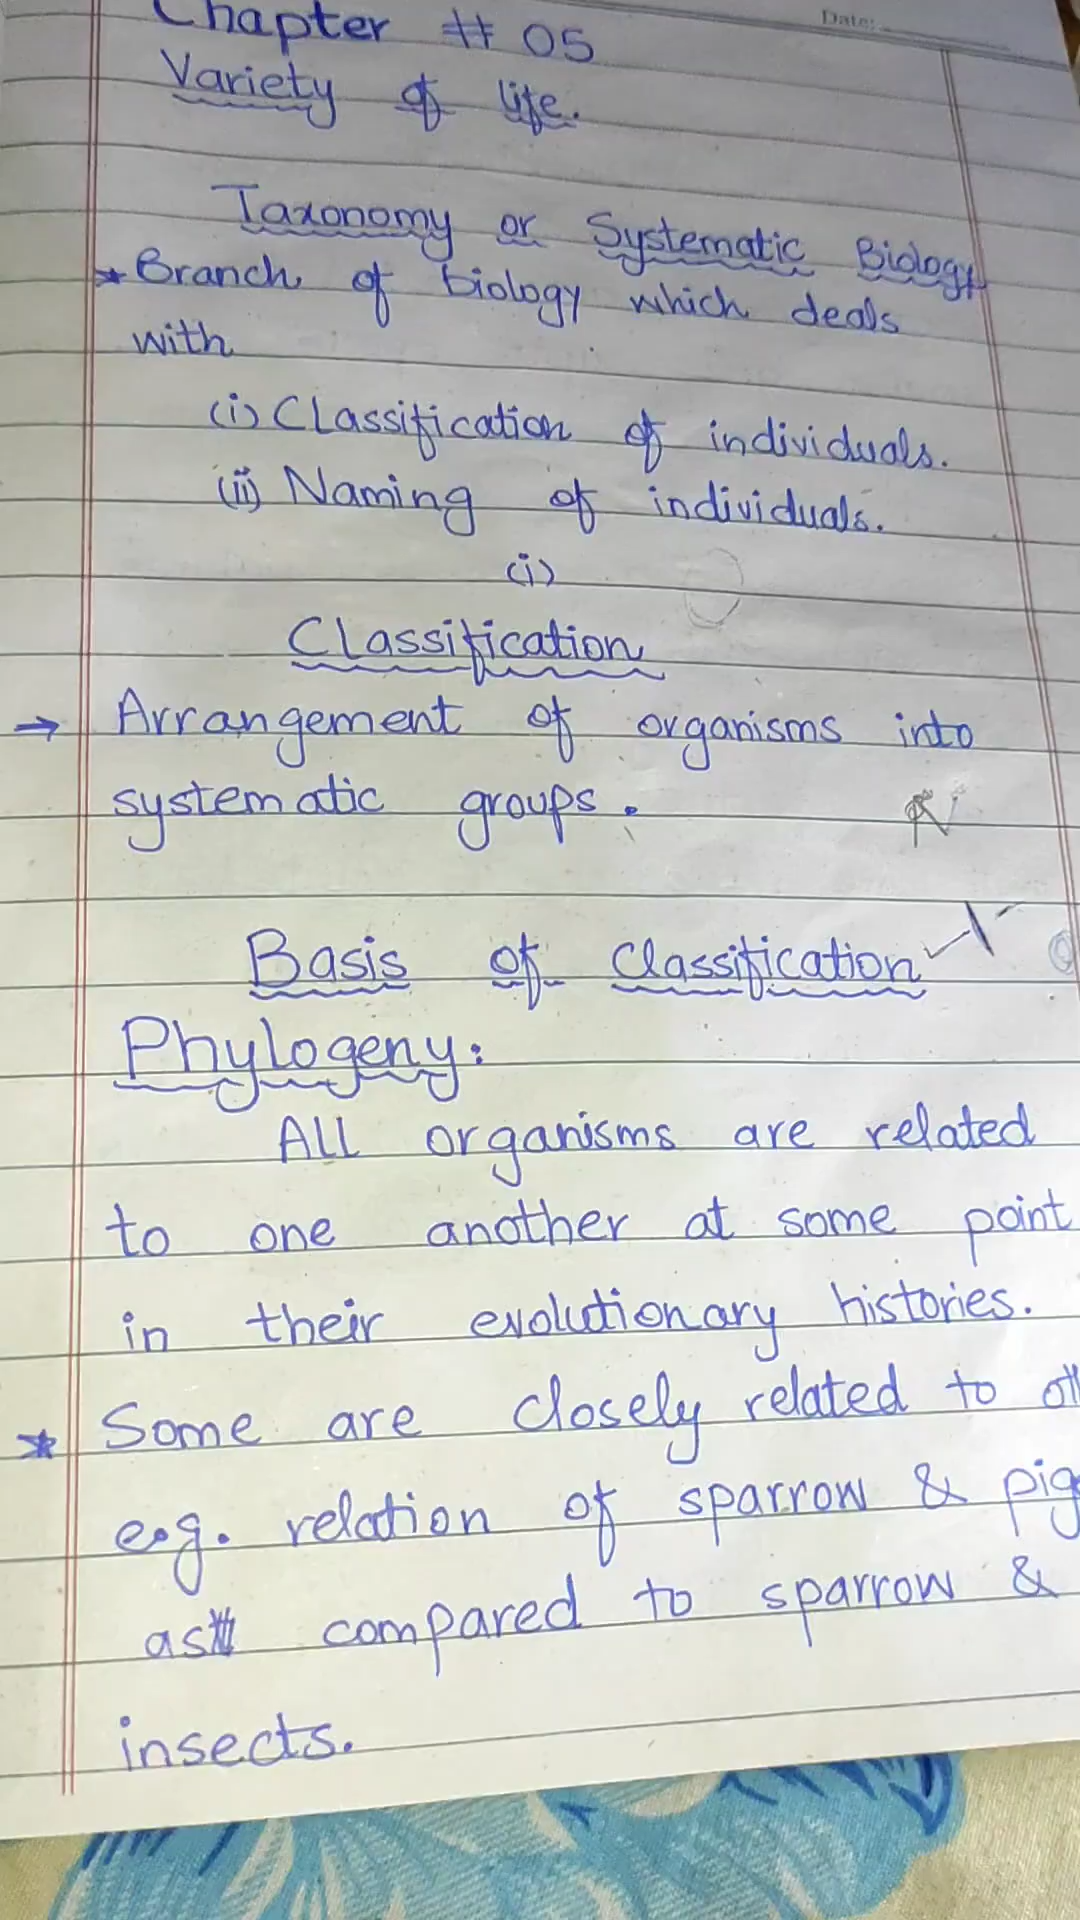 Date:
Chapter # 05
Variety of life.
Taxonomy or Systematic Biology
* Branch of biology which deals
with
(i) Classification of individuals.
(ii) Naming of individuals.
(i)
Classification
→ Arrangement of organisms into
systematic groups.
Basis of Classification
Phylogeny:
All organisms are related
to one another at some point
in their evolutionary histories.
* Some are closely related to
e.g. relation of sparrow & pig
as compared to sparrow &
insects.